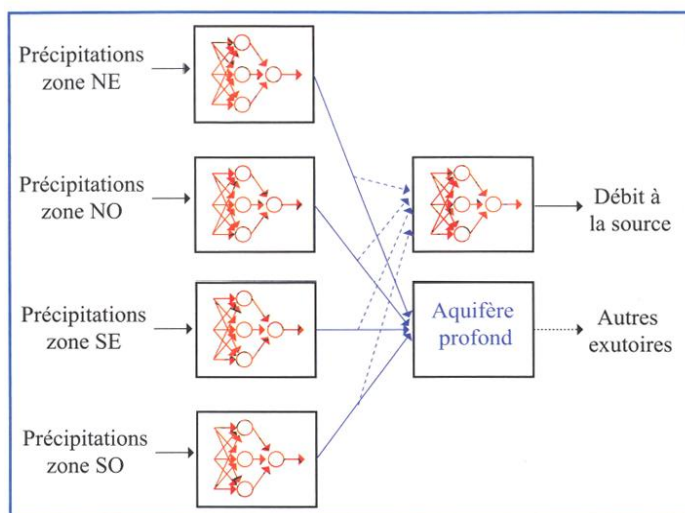 Précipitations
zone NE
Précipitations
zone NO
Débit à
la source
Précipitations
zone SE
Aquifère
profond
Autres
exutoires
Précipitations
zone SO